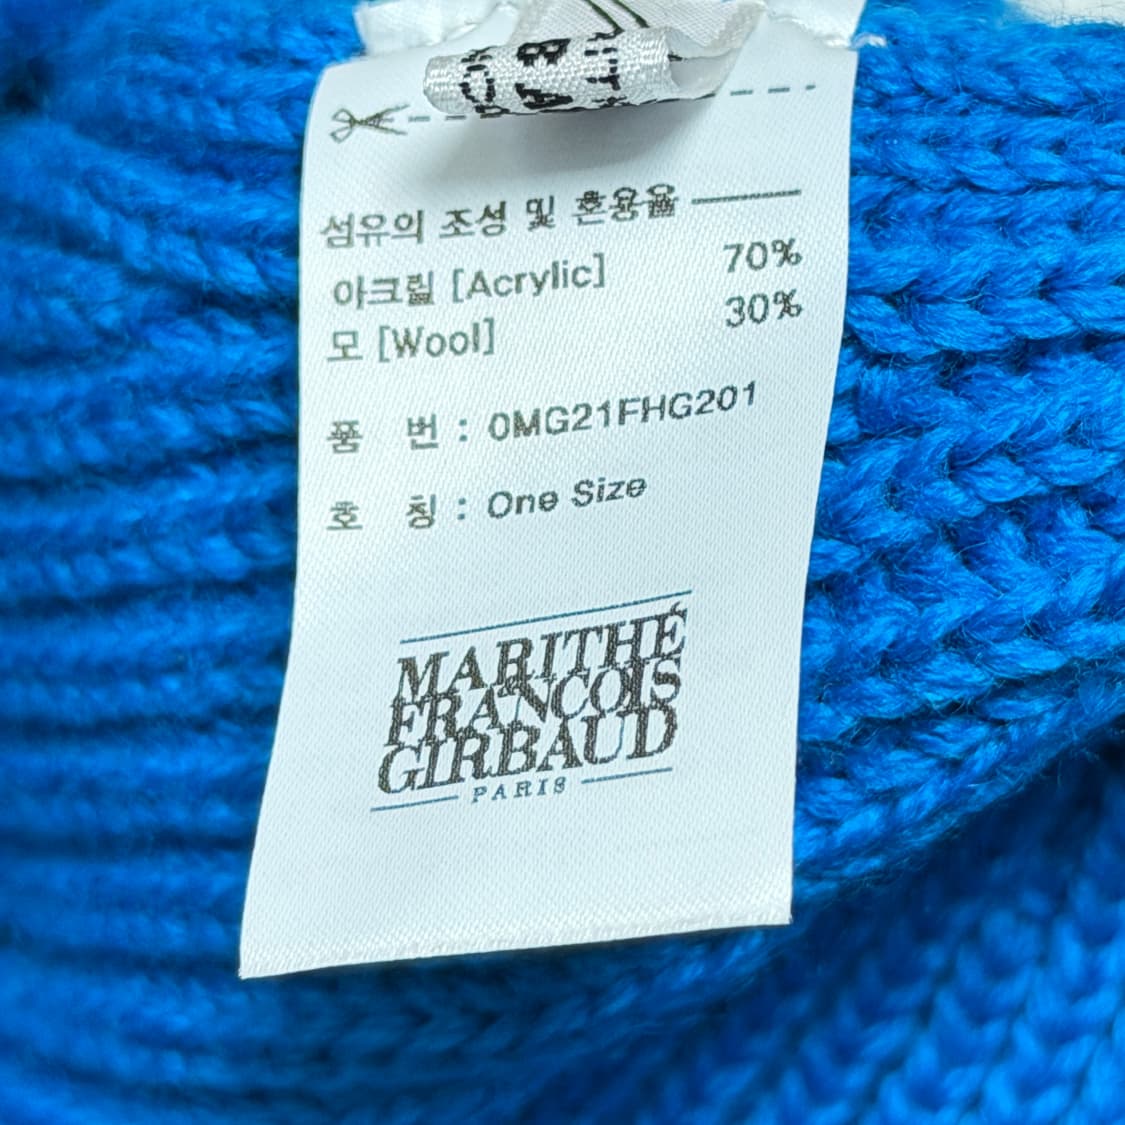 섬유의 조성 및 혼용율
아크릴 [Acrylic] 70%
모 [Wool] 30%
품 번 : 0MG21FHG201
호 칭 : One Size
MARITHÉ
FRANCOIS
GIRBAUD
PARIS